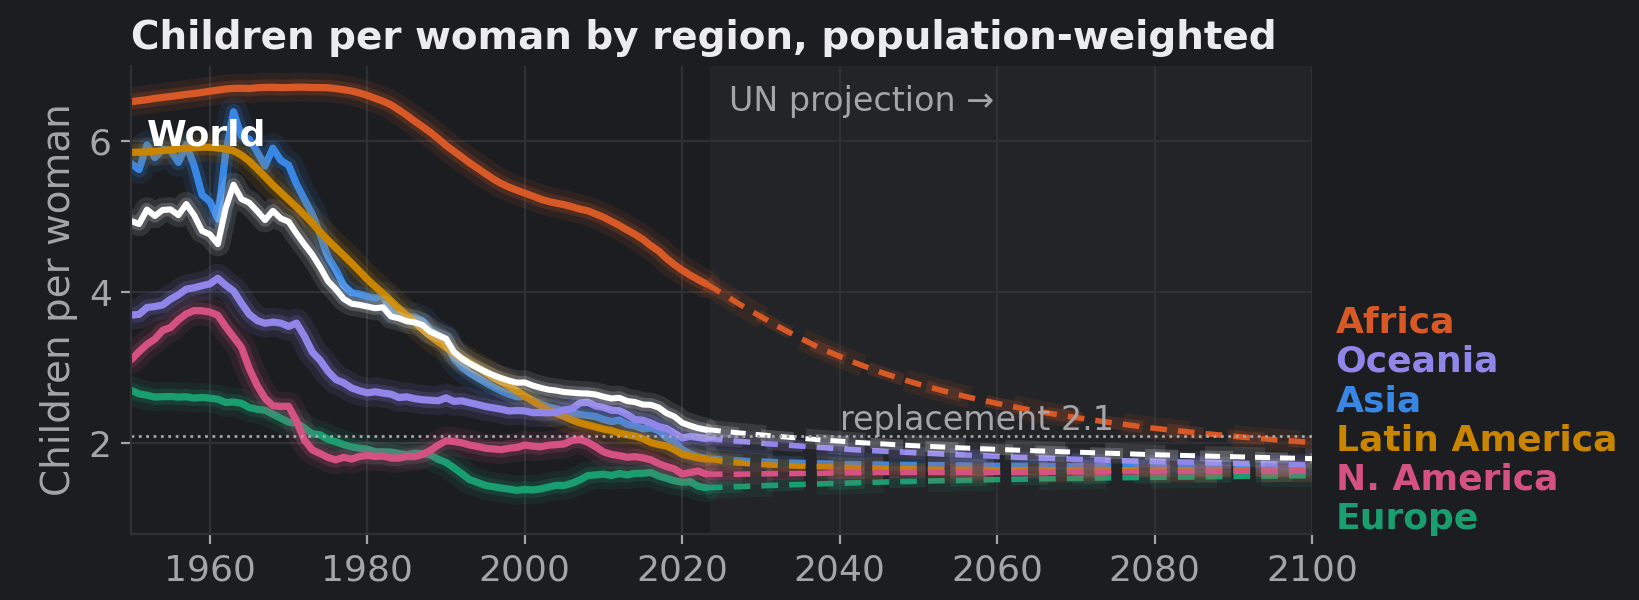 Children per woman by region, population-weighted
UN projection →
World
Children per woman
6
4
2
replacement 2.1
Africa
Oceania
Asia
Latin America
N. America
Europe
1960 1980 2000 2020 2040 2060 2080 2100